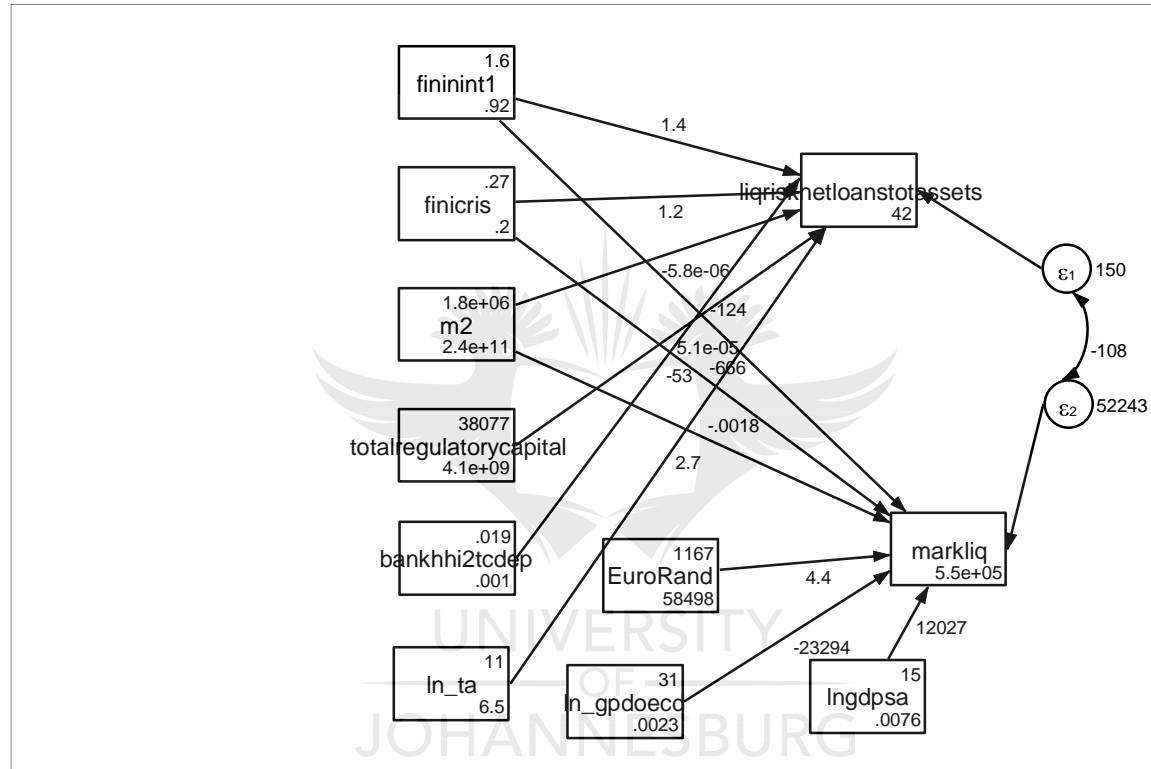 1.6
fininint1
.92
1.4
.27
finicris
.2
1.2
liqrisknetloanstotassets
42
ε1
150
-5.8e-06
1.8e+06
m2
2.4e+11
-124
5.1e-05
-666
-53
-108
ε2
52243
-.0018
38077
totalregulatorycapital
4.1e+09
2.7
.019
bankhhi2tcdep
.001
1167
EuroRand
58498
4.4
markliq
5.5e+05
12027
-23294
11
ln_ta
6.5
31
ln_gpdoecd
.0023
15
lngdpsa
.0076
UNIVERSITY
OF
JOHANNESBURG